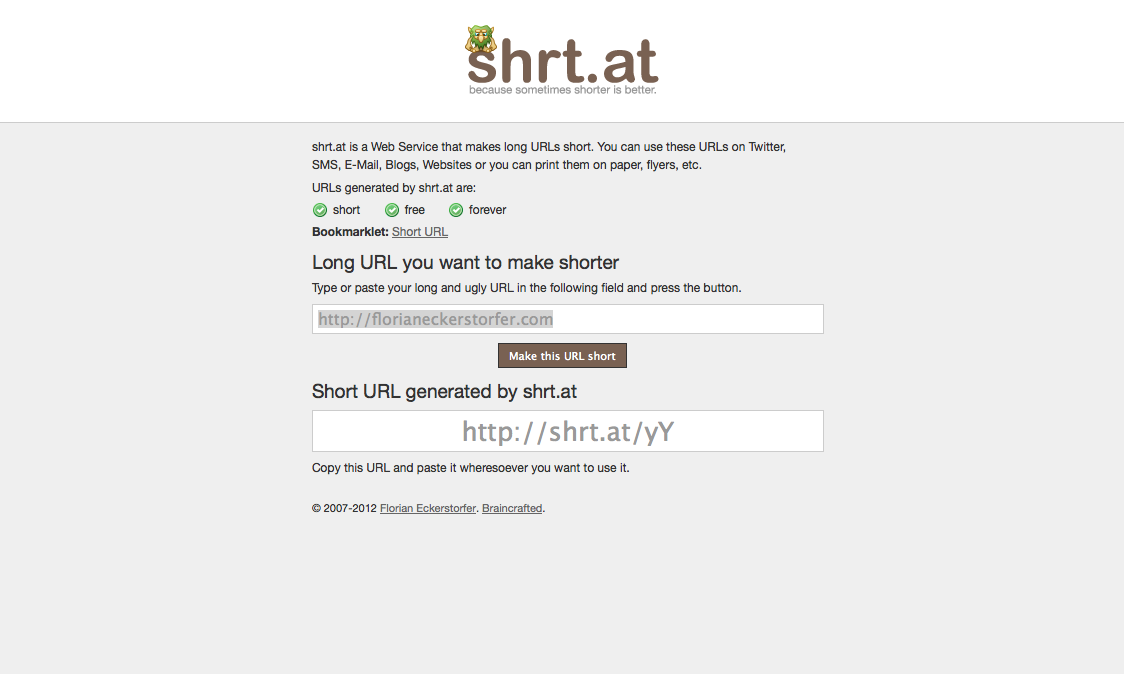 shrt.at
because sometimes shorter is better.
shrt.at is a Web Service that makes long URLs short. You can use these URLs on Twitter,
SMS, E-Mail, Blogs, Websites or you can print them on paper, flyers, etc.
URLs generated by shrt.at are:
short free forever
Bookmarklet: Short URL
Long URL you want to make shorter
Type or paste your long and ugly URL in the following field and press the button.
http://florianeckerstorfer.com
Make this URL short
Short URL generated by shrt.at
http://shrt.at/yY
Copy this URL and paste it wheresoever you want to use it.
© 2007-2012 Florian Eckerstorfer. Braincrafted.